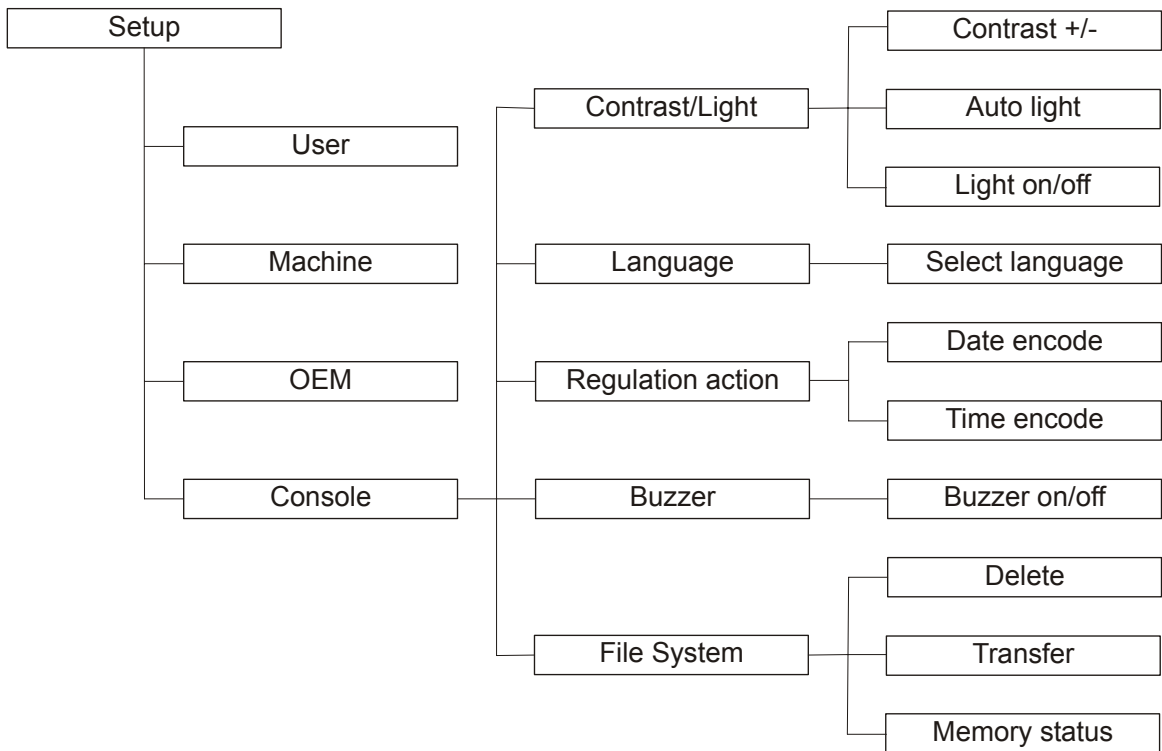 Setup
User
Machine
OEM
Console
Contrast/Light
Language
Regulation action
Buzzer
File System
Contrast +/-
Auto light
Light on/off
Select language
Date encode
Time encode
Buzzer on/off
Delete
Transfer
Memory status